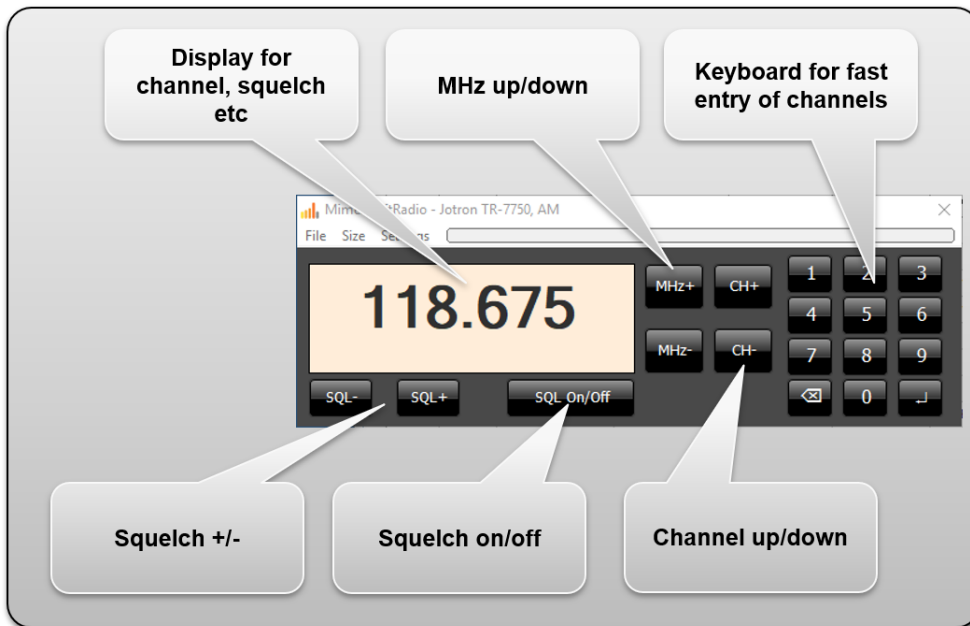 Display for
channel, squelch
etc
MHz up/down
Keyboard for fast
entry of channels
Radio - Jotron TR-7750, AM
File Size
118.675
MHz+ CH+
MHz- CH-
1 2 3
4 5 6
7 8 9
0
SQL- SQL+ SQL On/Off
Squelch +/-
Squelch on/off
Channel up/down